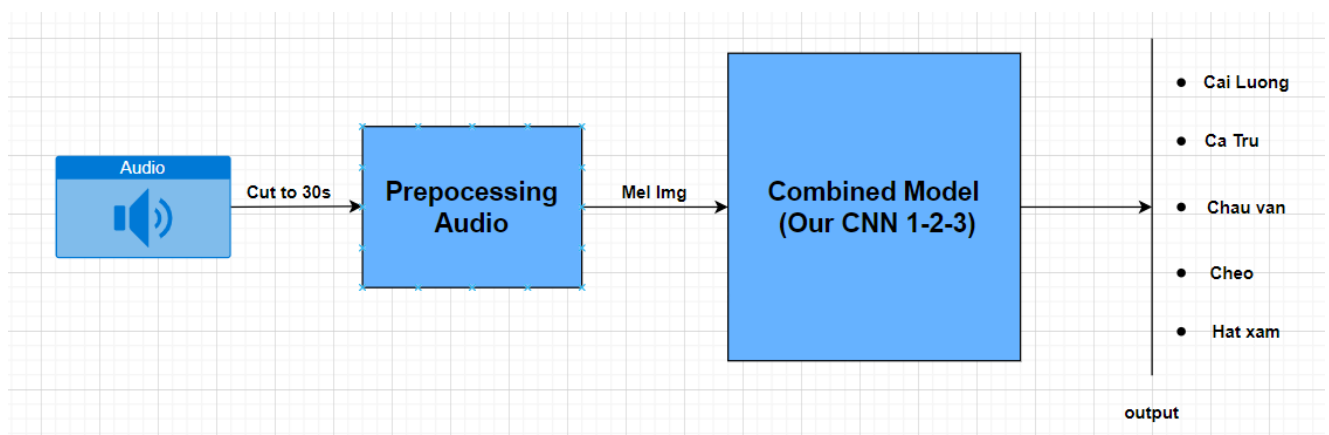 Audio
Cut to 30s
Prepocessing
Audio
Mel Img
Combined Model
(Our CNN 1-2-3)
Cai Luong
Ca Tru
Chau van
Cheo
Hat xam
output